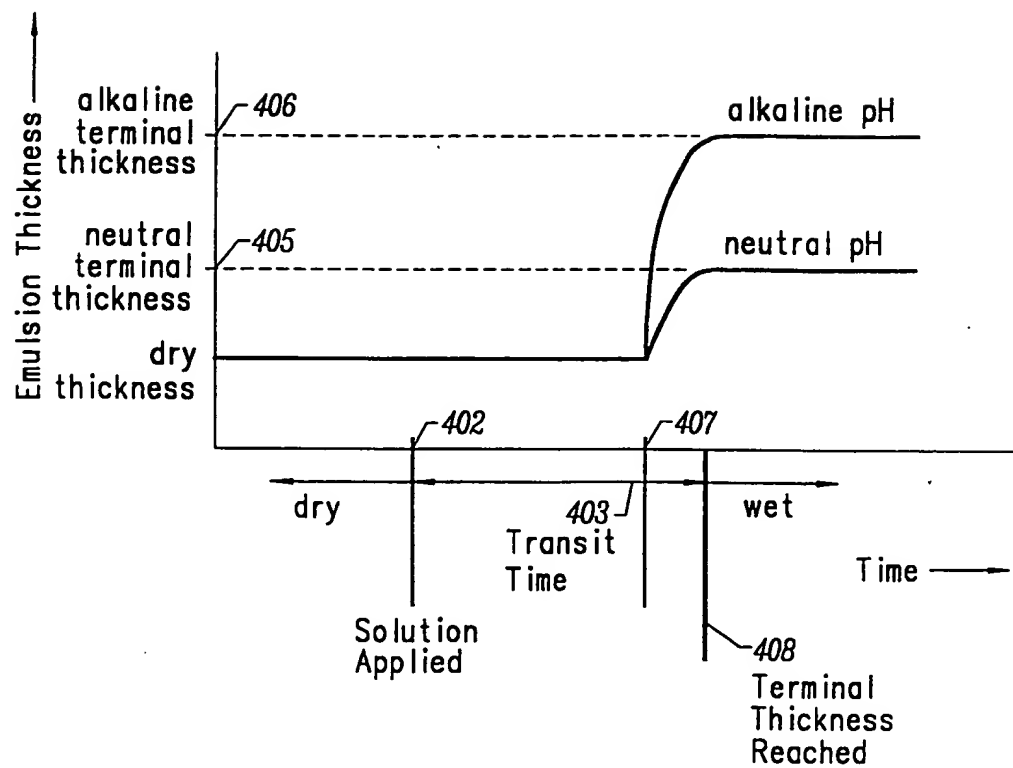 Emulsion Thickness
alkaline
terminal
thickness
406
alkaline pH
neutral
terminal
thickness
405
neutral pH
dry
thickness
402
407
dry
403
wet
Transit
Time
Time
Solution
Applied
408
Terminal
Thickness
Reached